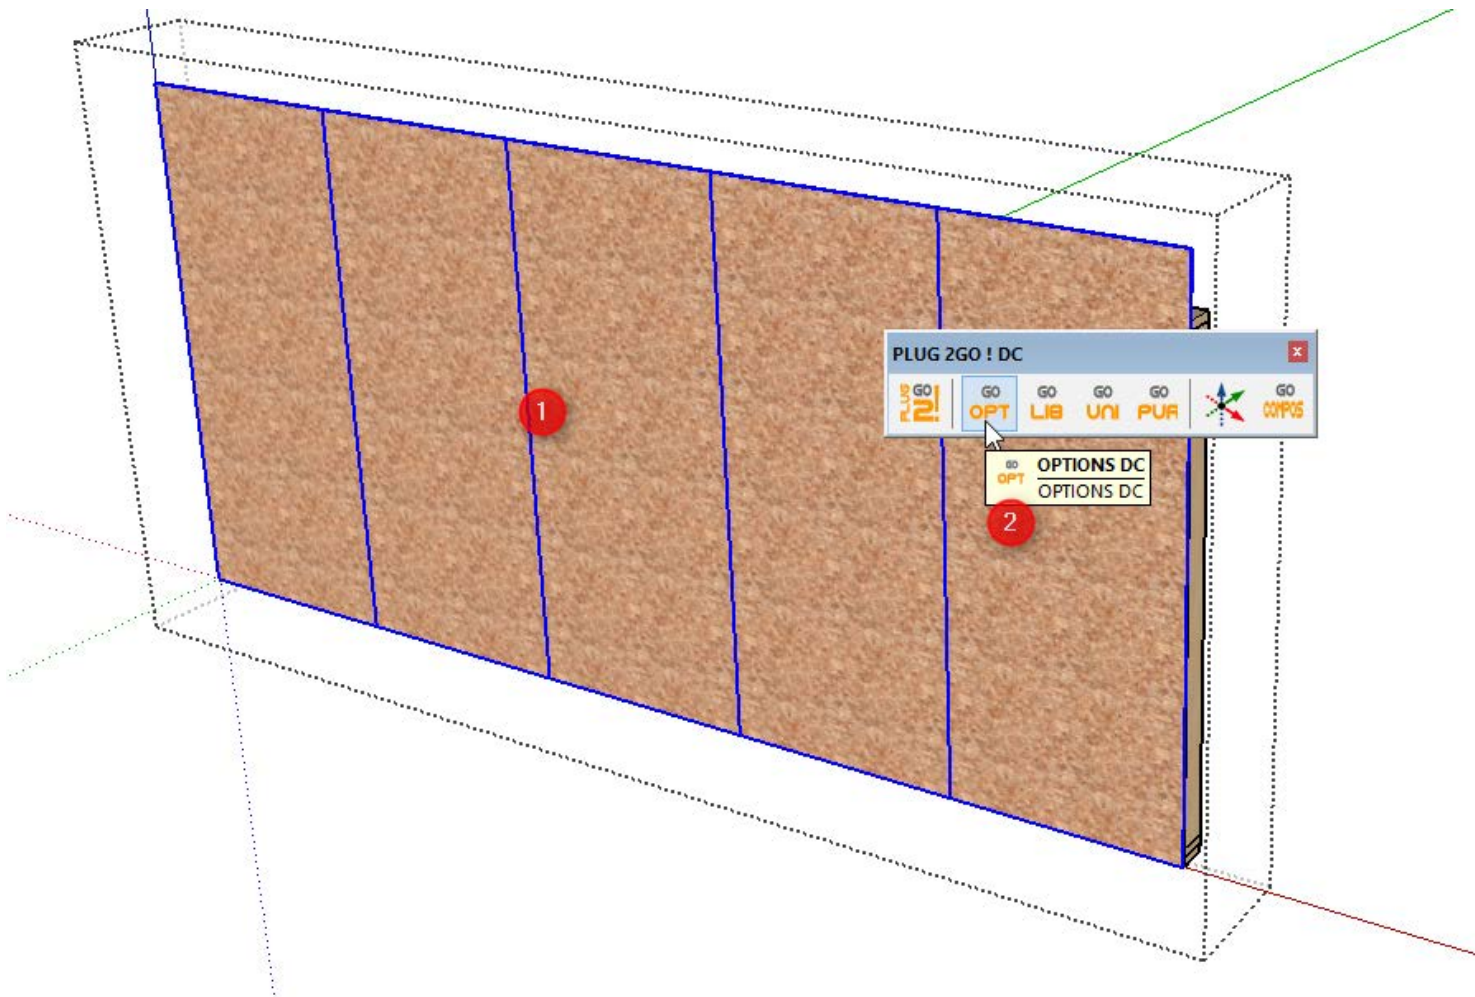 1
PLUG 2GO ! DC
x
PLUG GO 2!
GO OPT
GO LIB
GO UNI
GO PUR
GO COMPOS
GO OPT
OPTIONS DC
OPTIONS DC
2